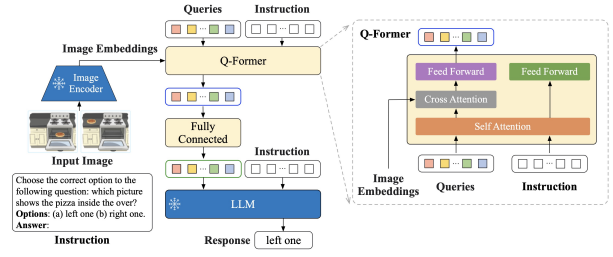 Queries
Instruction
Image Embeddings
Q-Former
Image
Encoder
Input Image
Fully
Connected
Instruction
Choose the correct option to the
following question: which picture
shows the pizza inside the over?
Options: (a) left one (b) right one.
Answer:
Instruction
LLM
Response
left one
Q-Former
Feed Forward
Feed Forward
Cross Attention
Self Attention
Image
Embeddings
Queries
Instruction